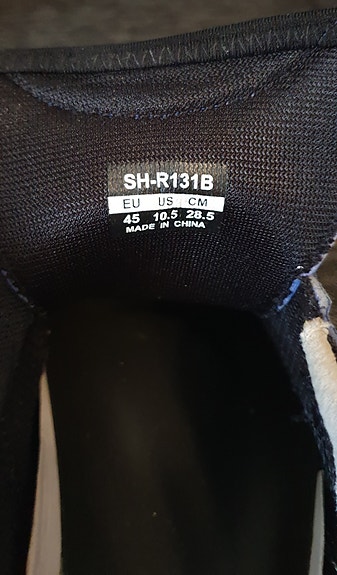 SH-R131B
EU US CM
45 10.5 28.5
MADE IN CHINA